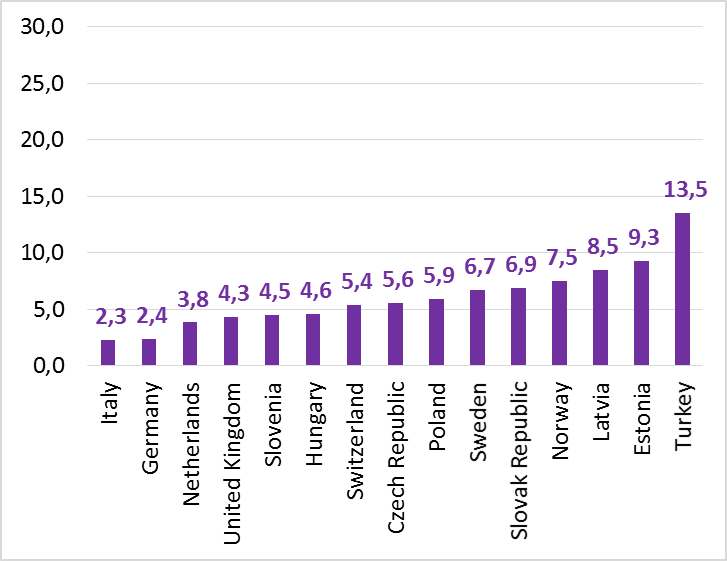 30,0
25,0
20,0
15,0
10,0
5,0
0,0
2,3
2,4
3,8
4,3
4,5
4,6
5,4
5,6
5,9
6,7
6,9
7,5
8,5
9,3
13,5
Italy
Germany
Netherlands
United Kingdom
Slovenia
Hungary
Switzerland
Czech Republic
Poland
Sweden
Slovak Republic
Norway
Latvia
Estonia
Turkey